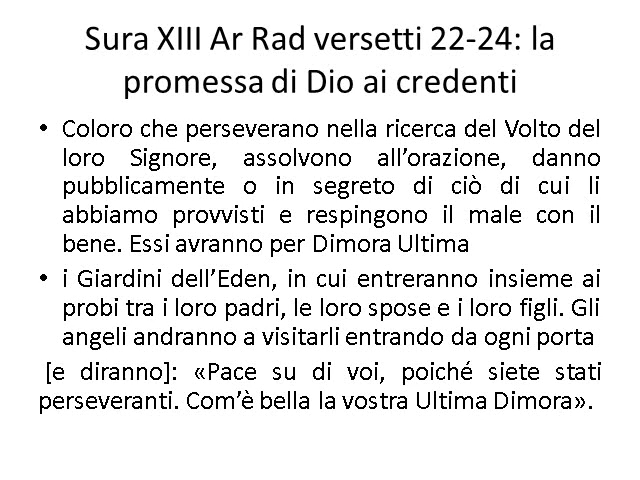 Sura XIII Ar Rad versetti 22-24: la
promessa di Dio ai credenti
• Coloro che perseverano nella ricerca del Volto del
loro Signore, assolvono all’orazione, danno
pubblicamente o in segreto di ciò di cui li
abbiamo provvisti e respingono il male con il
bene. Essi avranno per Dimora Ultima
• i Giardini dell’Eden, in cui entreranno insieme ai
probi tra i loro padri, le loro spose e i loro figli. Gli
angeli andranno a visitarli entrando da ogni porta
[e diranno]: «Pace su di voi, poiché siete stati
perseveranti. Com’è bella la vostra Ultima Dimora».